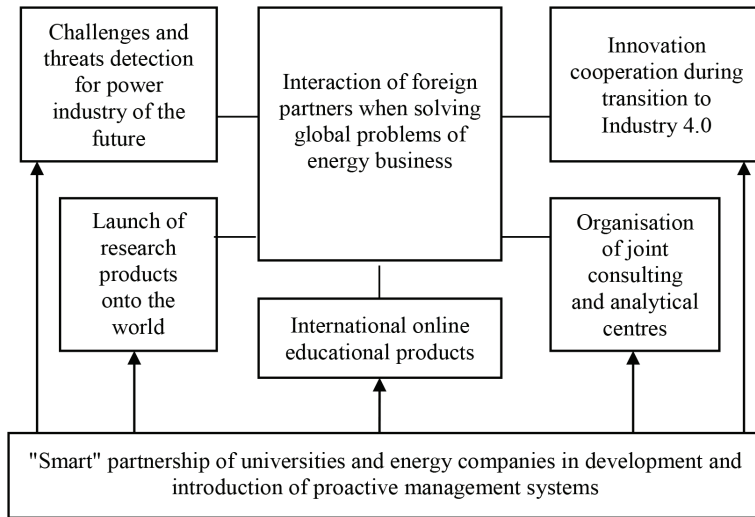 Challenges and
threats detection
for power
industry of the
future
Interaction of foreign
partners when solving
global problems of
energy business
Innovation
cooperation during
transition to
Industry 4.0
Launch of
research
products
onto the
world
International online
educational products
Organisation
of joint
consulting
and analytical
centres
"Smart" partnership of universities and energy companies in development and
introduction of proactive management systems